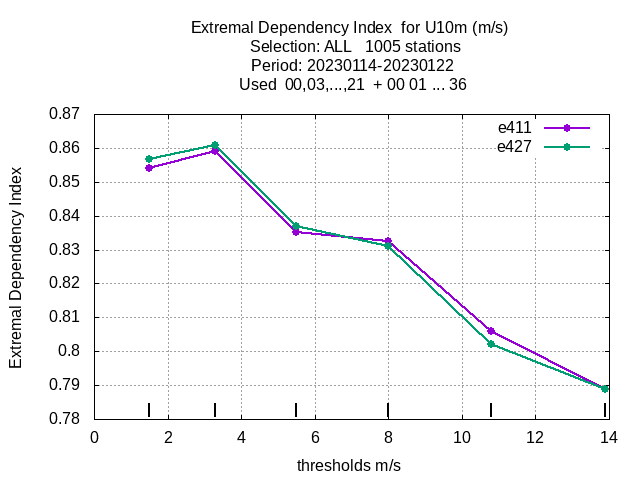 Extremal Dependency Index  for U10m (m/s)
Selection: ALL   1005 stations
Period: 20230114-20230122
Used  00,03,...,21  + 00 01 ... 36
e411
e427
0.87
0.86
0.85
0.84
0.83
0.82
0.81
0.8
0.79
0.78
Extremal Dependency Index
0 2 4 6 8 10 12 14
thresholds m/s